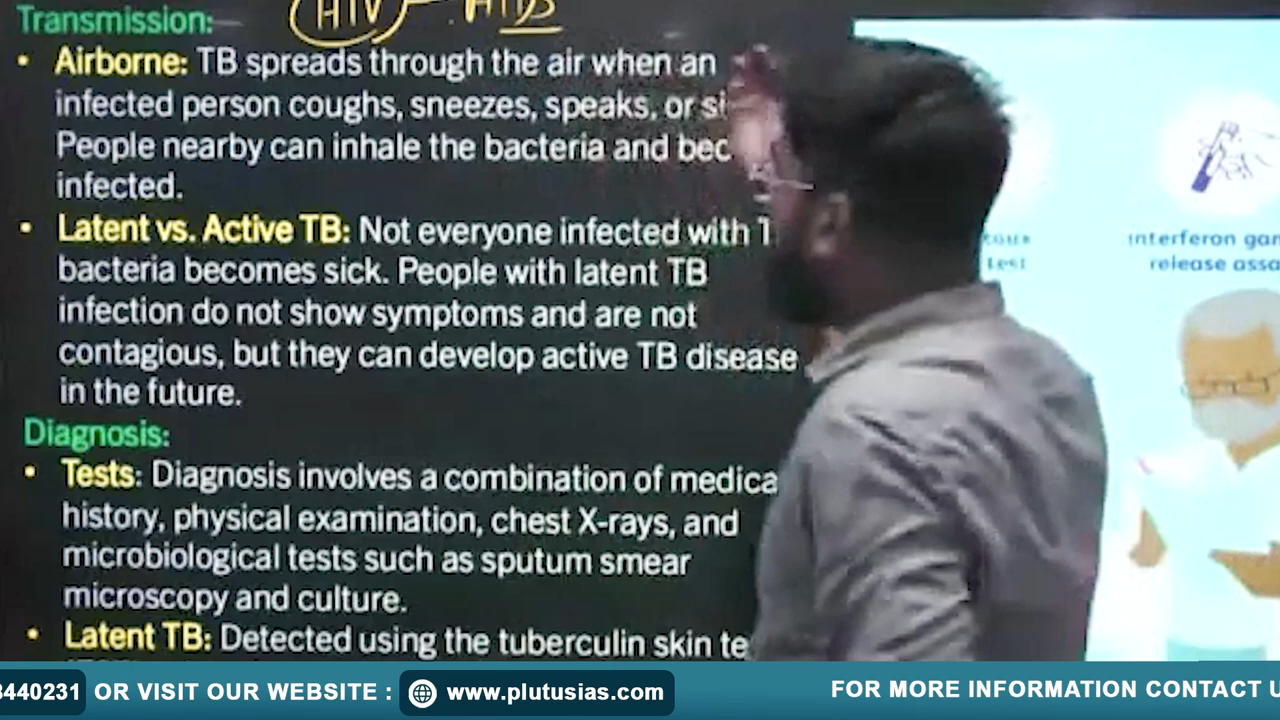 Transmission:
HIV AIDS
• Airborne: TB spreads through the air when an
infected person coughs, sneezes, speaks, or
People nearby can inhale the bacteria and
infected.
• Latent vs. Active TB: Not everyone infected with
bacteria becomes sick. People with latent TB
infection do not show symptoms and are not
contagious, but they can develop active TB disease
in the future.
Diagnosis:
• Tests: Diagnosis involves a combination of medica
history, physical examination, chest X-rays, and
microbiological tests such as sputum smear
microscopy and culture.
• Latent TB: Detected using the tuberculin skin te
test
interferon gam
release assa
3440231 OR VISIT OUR WEBSITE : www.plutusias.com
FOR MORE INFORMATION CONTACT U